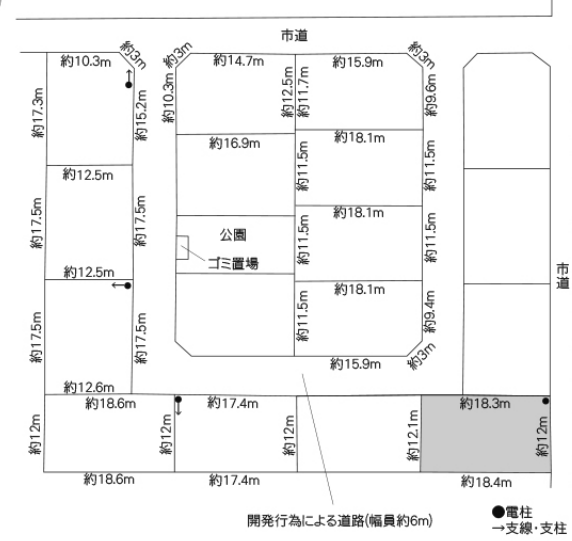 市道
約10.3m
約3m
約3m
約14.7m
約15.9m
約3m
約17.3m
約15.2m
約10.3m
約12.5m
約11.7m
約9.6m
約12.5m
約16.9m
約18.1m
約17.5m
約17.5m
約11.5m
約11.5m
公園
ゴミ置場
約18.1m
約11.5m
約11.5m
市道
約12.5m
約17.5m
約17.5m
約18.1m
約11.5m
約9.4m
約15.9m
約3m
約12.6m
約18.6m
約17.4m
約18.3m
約12m
約12m
約12m
約12.1m
約12m
約18.6m
約17.4m
約18.4m
開発行為による道路(幅員約6m)
●電柱
→支線・支柱